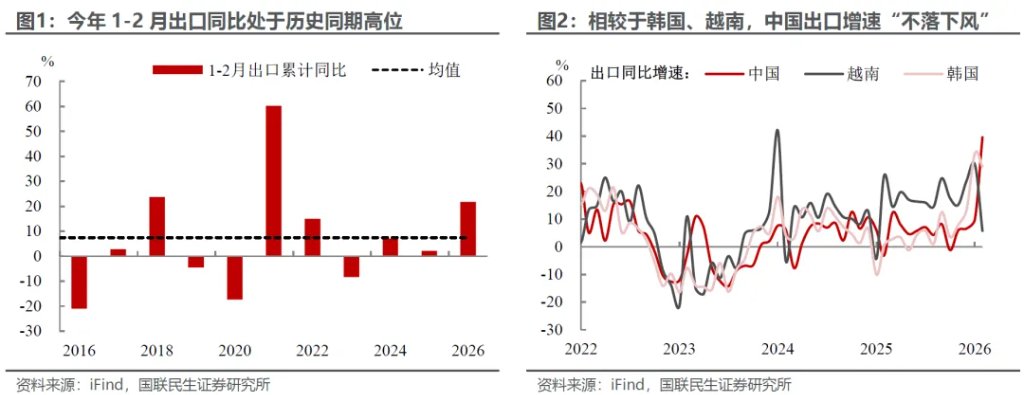 图1：今年 1-2 月出口同比处于历史同期高位
%
1-2月出口累计同比 均值
70
60
50
40
30
20
10
0
-10
-20
-30
2016 2018 2020 2022 2024 2026
资料来源：iFind，国联民生证券研究所
图2：相较于韩国、越南，中国出口增速“不落下风”
%
出口同比增速： 中国 越南 韩国
60
50
40
30
20
10
0
-10
-20
-30
2022 2023 2024 2025 2026
资料来源：iFind，国联民生证券研究所